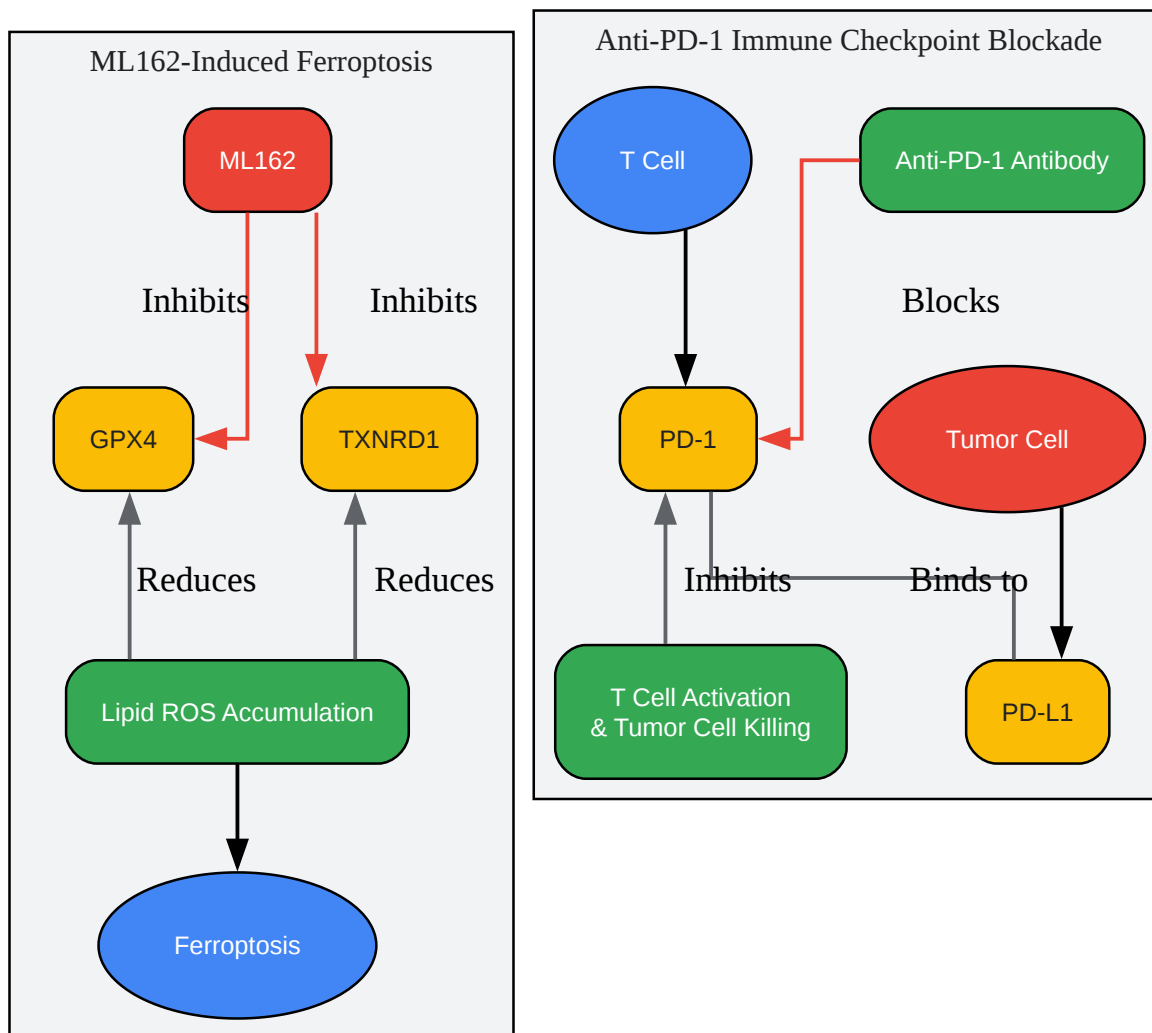 ML162-Induced Ferroptosis
ML162
Inhibits
Inhibits
GPX4
TXNRD1
Reduces
Reduces
Lipid ROS Accumulation
Ferroptosis
Anti-PD-1 Immune Checkpoint Blockade
T Cell
Anti-PD-1 Antibody
Blocks
PD-1
Tumor Cell
Inhibits
Binds to
T Cell Activation
& Tumor Cell Killing
PD-L1